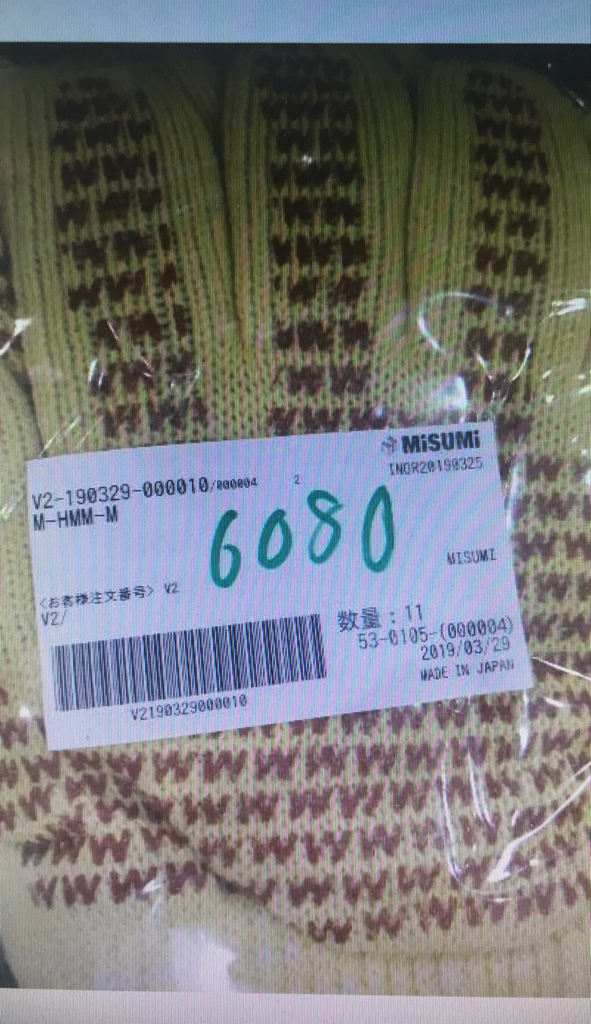 MiSUMi
INQR20190325
V2-190329-000010/000004 2
M-HMM-M
6080
MISUMI
<お客様注文番号> V2
V2/
数量：11
53-0105-(000004)
2019/03/29
MADE IN JAPAN
V2190329000010